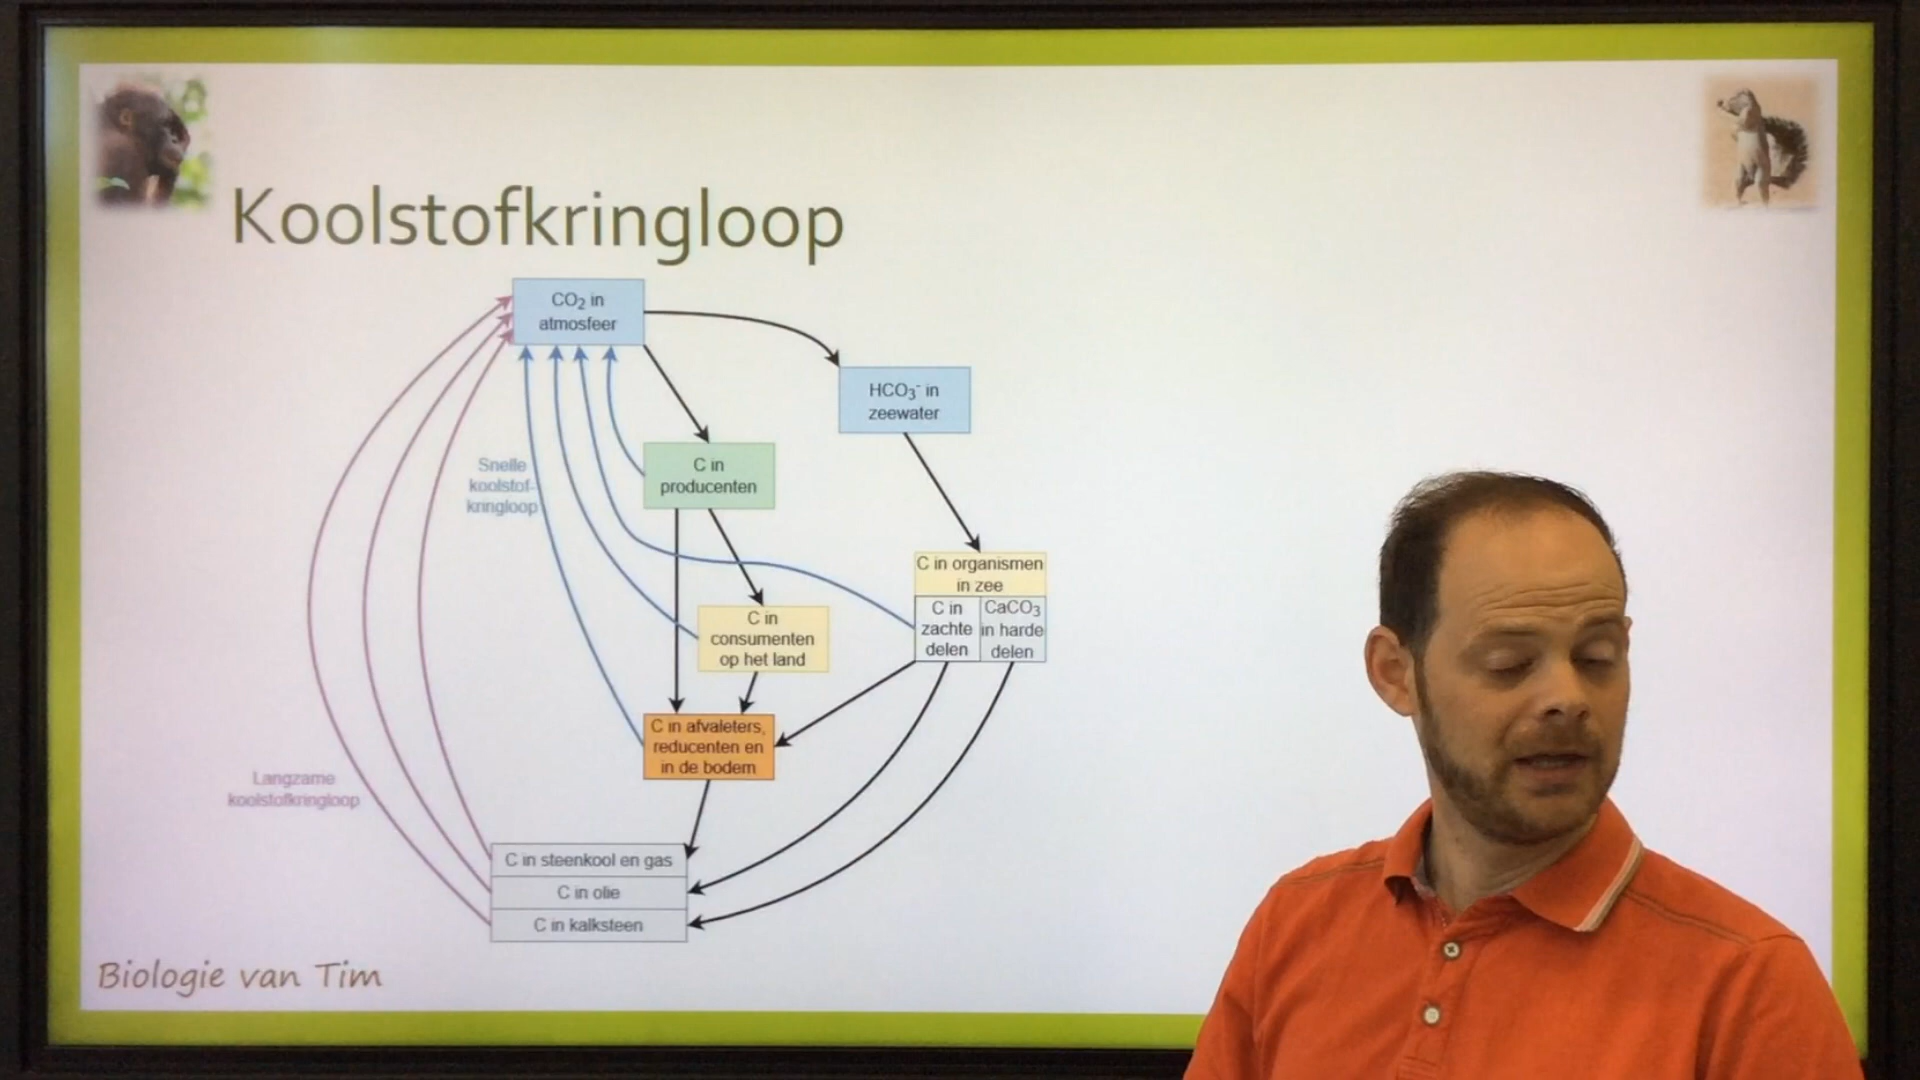 Koolstofkringloop
CO₂ in
atmosfeer
HCO₃⁻ in
zeewater
C in
producenten
Snelle
koolstof-
kringloop
C in organismen
in zee
C in
zachte
delen
CaCO₃
in harde
delen
C in
consumenten
op het land
C in afvaleters,
reducenten en
in de bodem
Langzame
koolstofkringloop
C in steenkool en gas
C in olie
C in kalksteen
Biologie van Tim